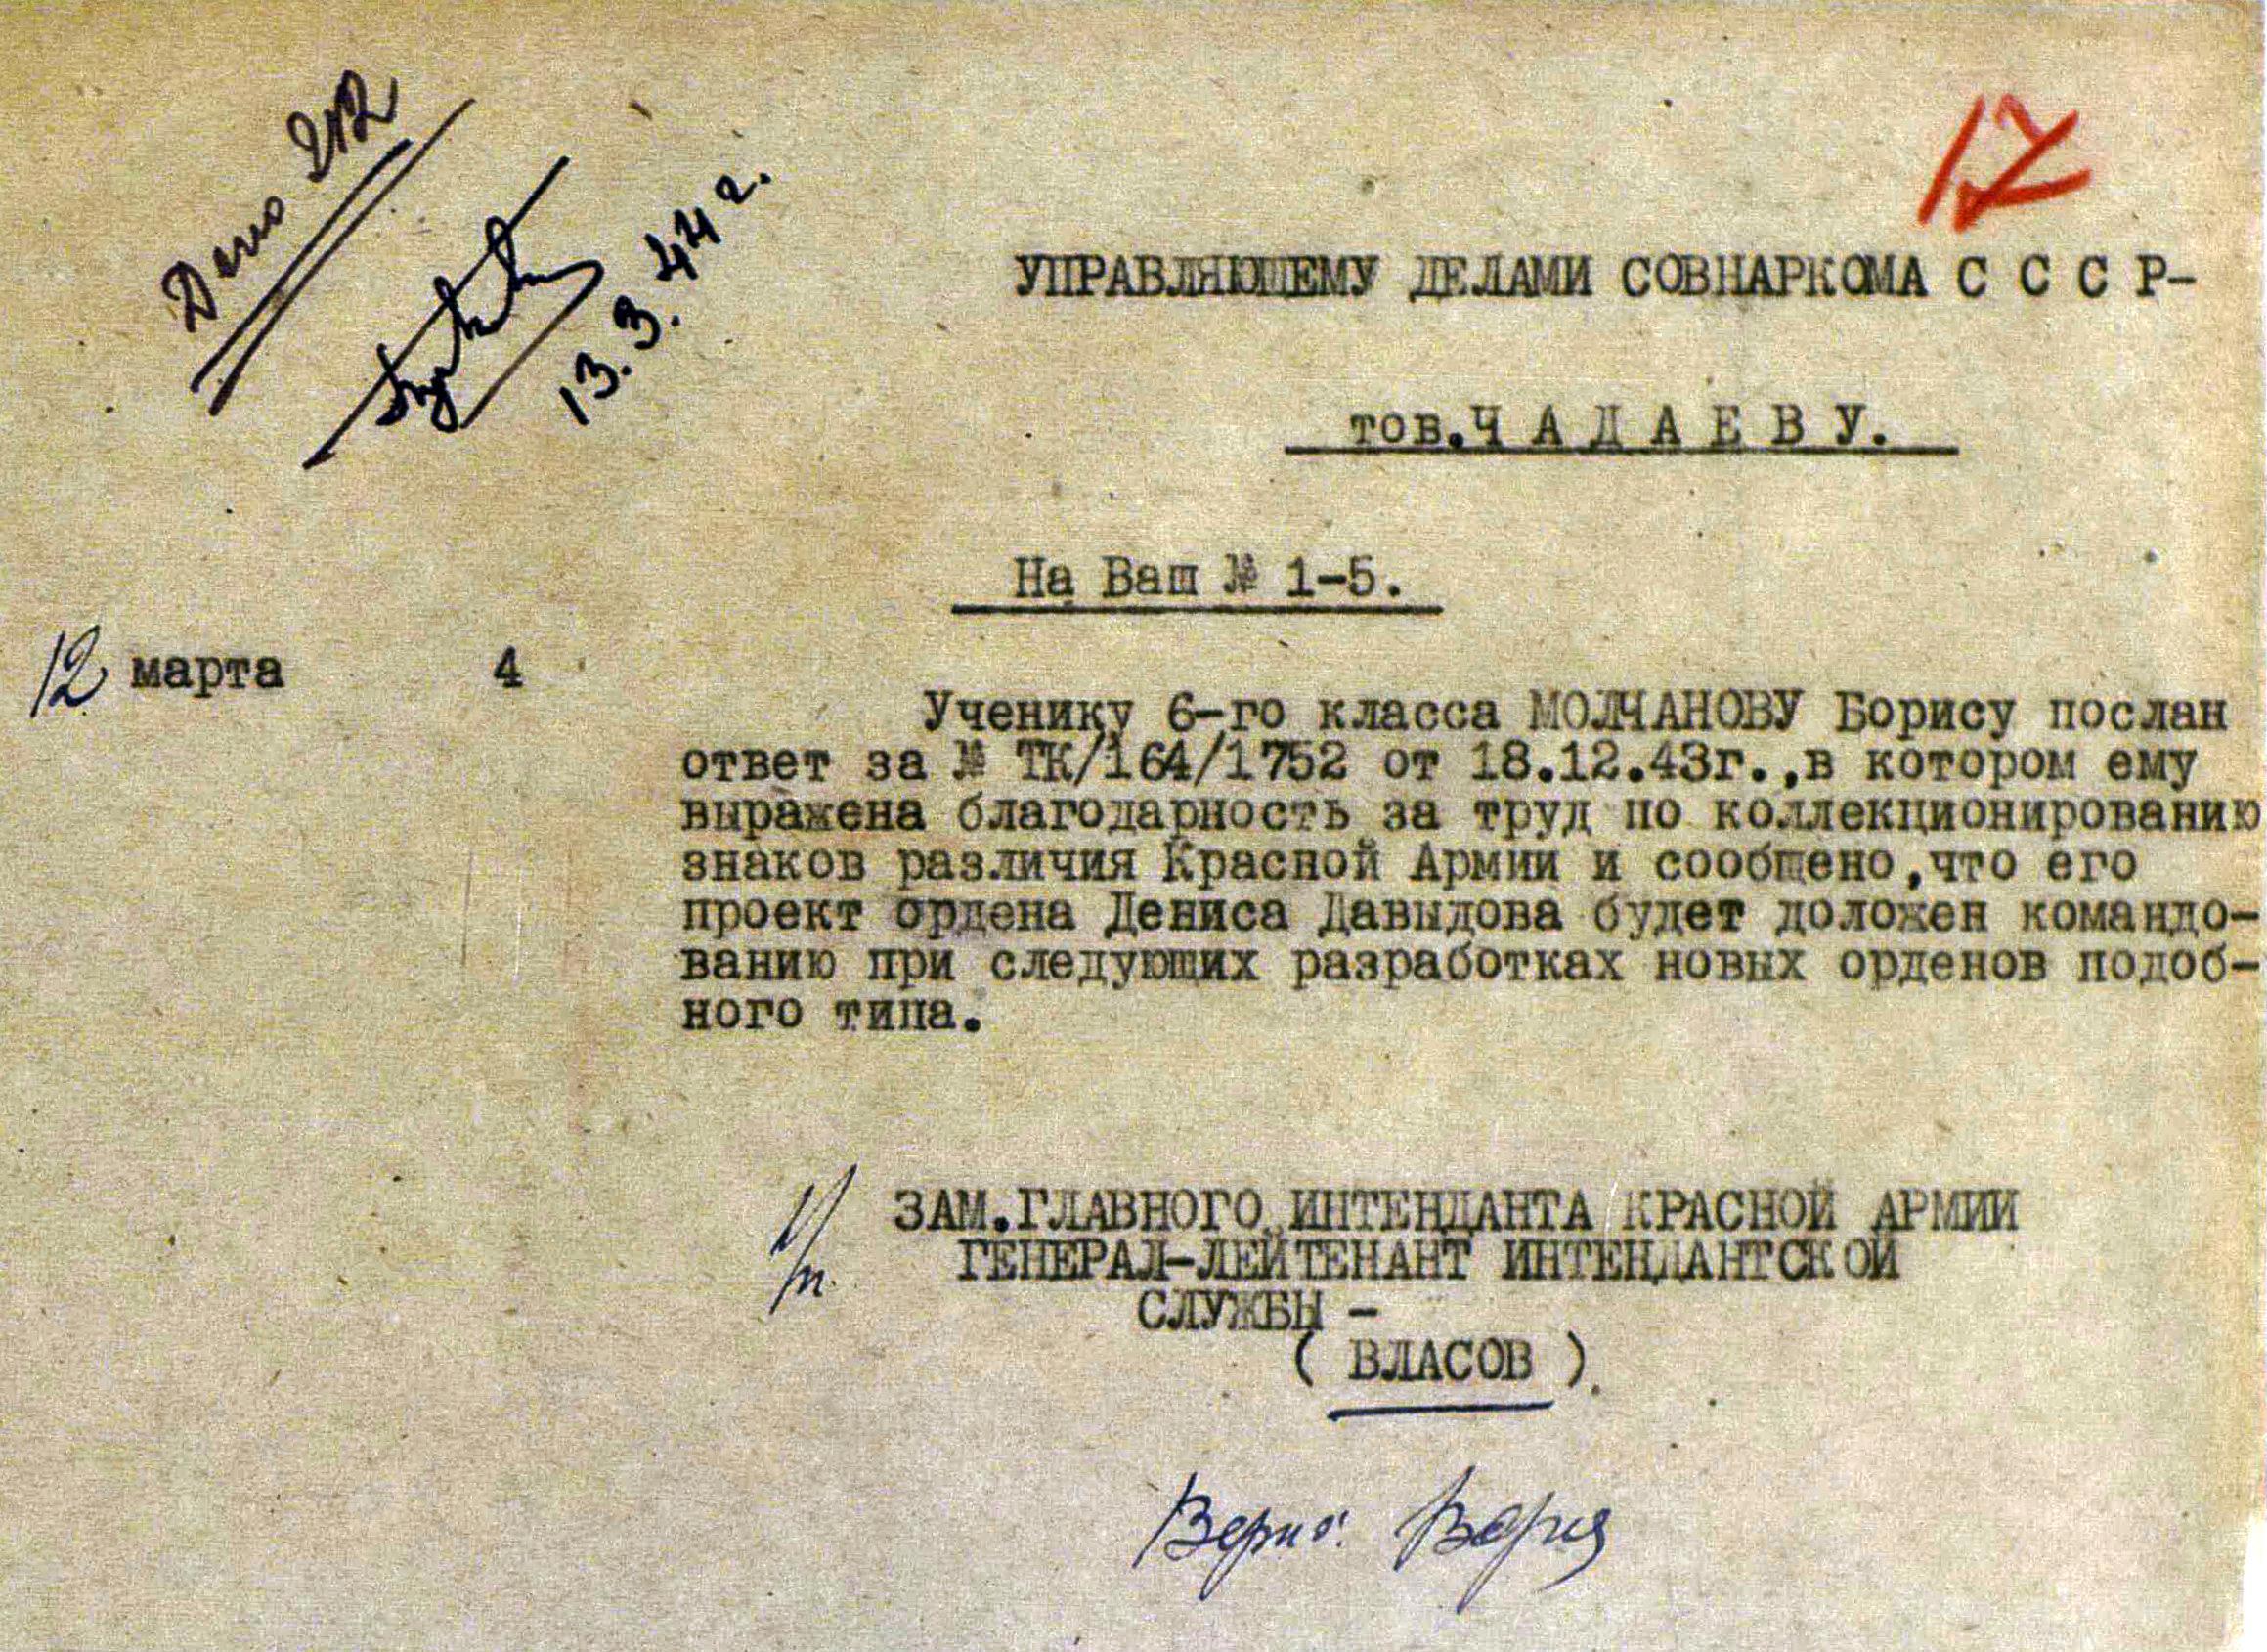 Дело 212
13.3.44 г.
17
УПРАВЛЯЮЩЕМУ ДЕЛАМИ СОВНАРКОМА С С С Р-
тов.Ч А Д А Е В У.
На Ваш № 1-5.
12 марта 4
Ученику 6-го класса МОЛЧАНОВУ Борису послан
ответ за № ТК/164/1752 от 18.12.43г.,в котором ему
выражена благодарность за труд по коллекционированию
знаков различия Красной Армии и сообщено,что его
проект ордена Дениса Давыдова будет доложен командо-
ванию при следующих разработках новых орденов подоб-
ного типа.
п/п. ЗАМ.ГЛАВНОГО ИНТЕНДАНТА КРАСНОЙ АРМИИ
ГЕНЕРАЛ-ЛЕЙТЕНАНТ ИНТЕНДАНТСКОЙ
СЛУЖБЫ -
( ВЛАСОВ )
Верно: